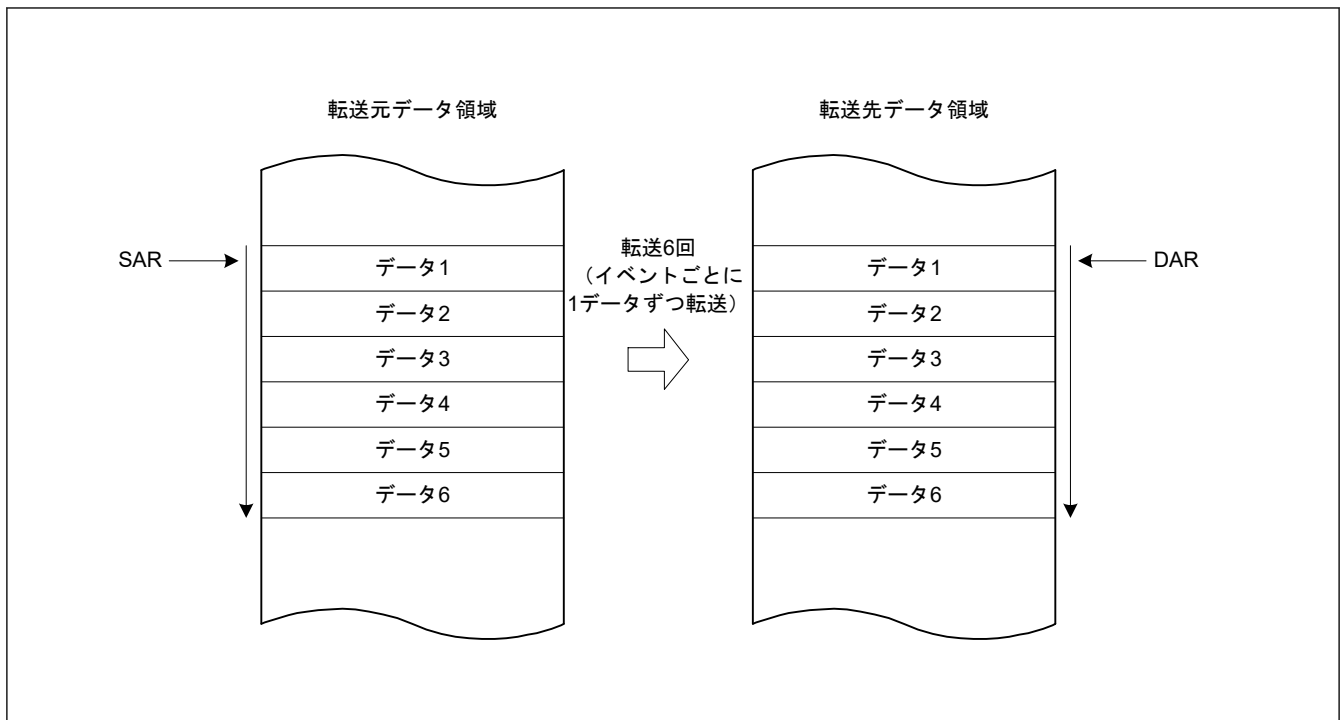 転送元データ領域
転送先データ領域
SAR
データ1
データ2
データ3
データ4
データ5
データ6
転送6回
（イベントごとに
1データずつ転送）
データ1
データ2
データ3
データ4
データ5
データ6
DAR